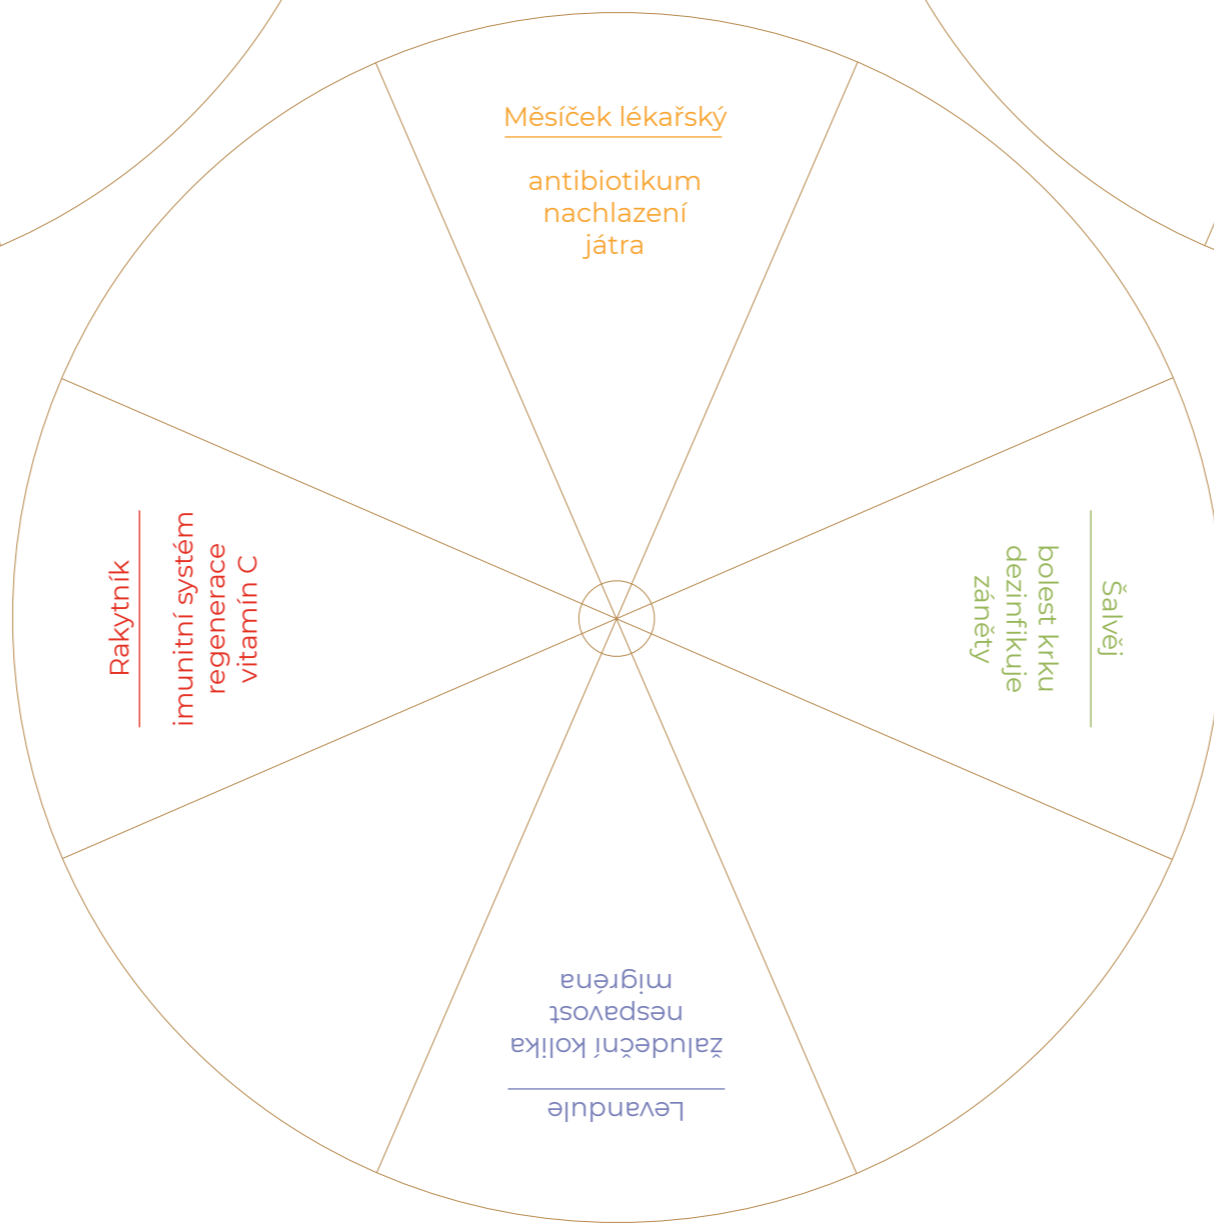 Měsíček lékařský
antibiotikum
nachlazení
játra
Šalvěj
bolest krku
dezinfikuje
záněty
Levandule
žaludeční kolika
nespavost
migréna
Rakytník
imunitní systém
regenerace
vitamín C